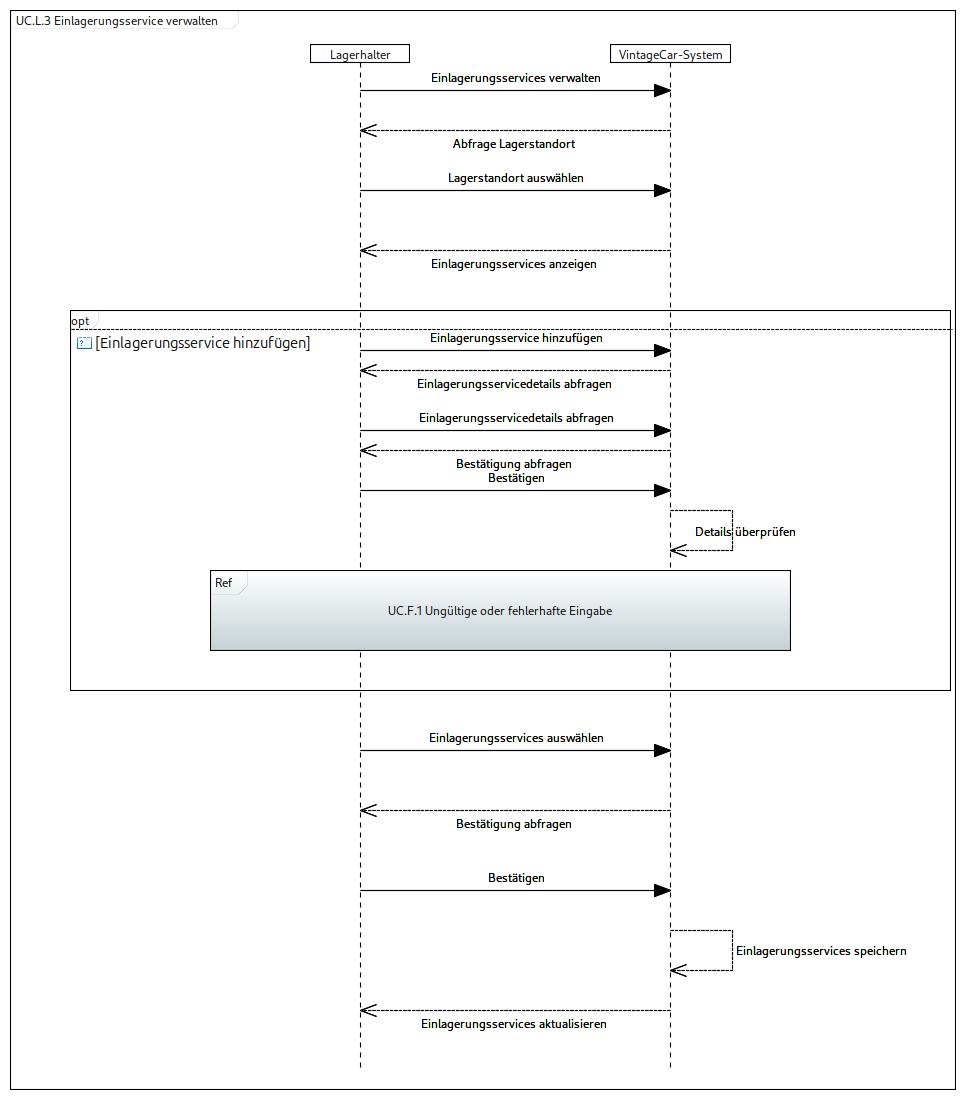 UC.L.3 Einlagerungsservice verwalten
Lagerhalter
VintageCar-System
Einlagerungsservices verwalten
Abfrage Lagerstandort
Lagerstandort auswählen
Einlagerungsservices anzeigen
opt
[Einlagerungsservice hinzufügen]
Einlagerungsservice hinzufügen
Einlagerungsservicedetails abfragen
Einlagerungsservicedetails abfragen
Bestätigung abfragen
Bestätigen
Details überprüfen
Ref
UC.F.1 Ungültige oder fehlerhafte Eingabe
Einlagerungsservices auswählen
Bestätigung abfragen
Bestätigen
Einlagerungsservices speichern
Einlagerungsservices aktualisieren